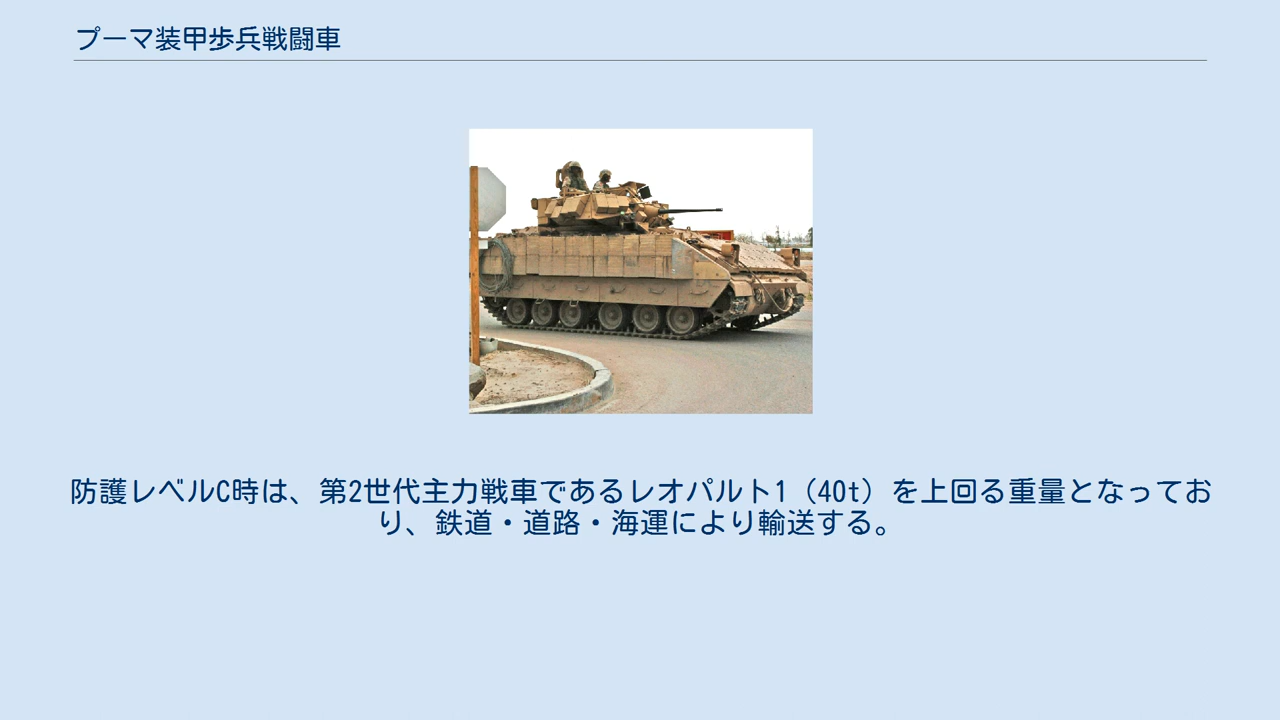 プーマ装甲歩兵戦闘車
防護レベルC時は、第2世代主力戦車であるレオパルト1（40t）を上回る重量となってお
り、鉄道・道路・海運により輸送する。